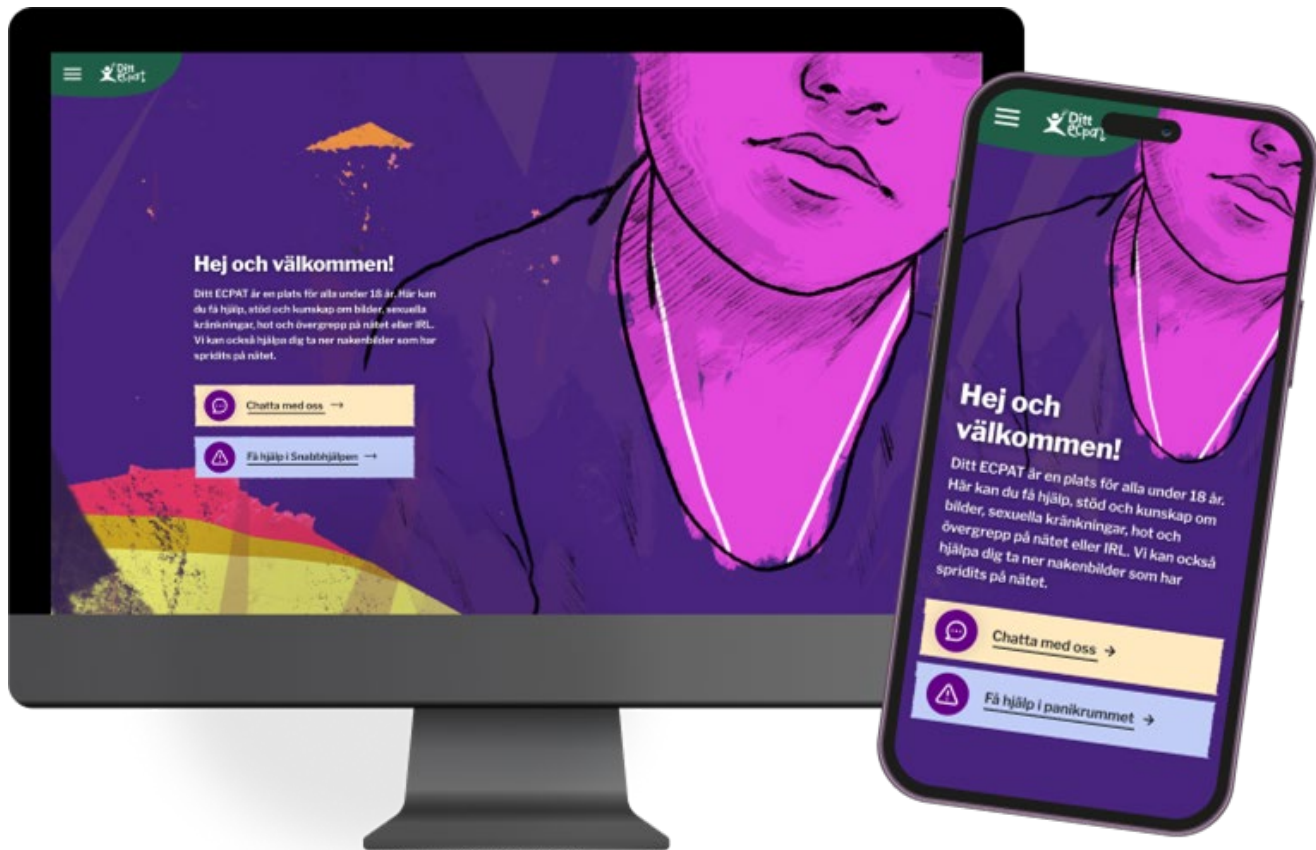 Ditt
ECPAT
Hej och välkommen!
Ditt ECPAT är en plats för alla under 18 år. Här kan
du få hjälp, stöd och kunskap om bilder, sexuella
kränkningar, hot och övergrepp på nätet eller IRL.
Vi kan också hjälpa dig ta ner nakenbilder som har
spridits på nätet.
Chatta med oss →
Få hjälp i Snabbhjälpen →
Ditt
ECPAT
Hej och
välkommen!
Ditt ECPAT är en plats för alla under 18 år.
Här kan du få hjälp, stöd och kunskap om
bilder, sexuella kränkningar, hot och
övergrepp på nätet eller IRL. Vi kan också
hjälpa dig ta ner nakenbilder som har
spridits på nätet.
Chatta med oss →
Få hjälp i panikrummet →